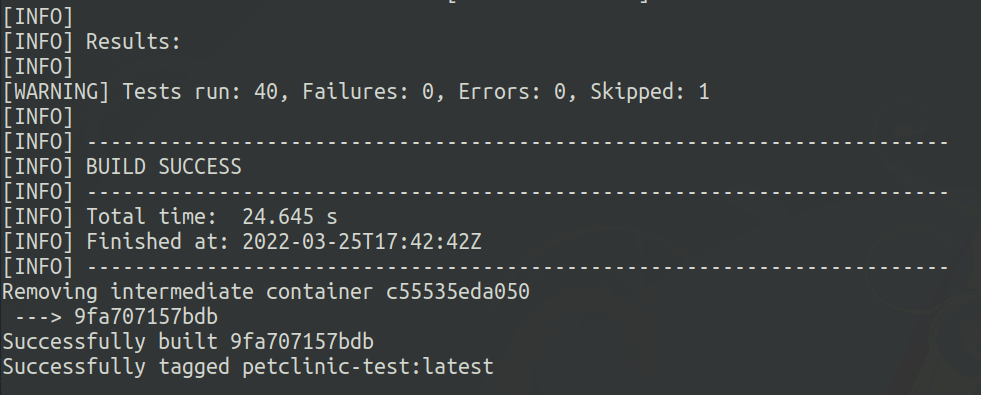 [INFO]
[INFO] Results:
[INFO]
[WARNING] Tests run: 40, Failures: 0, Errors: 0, Skipped: 1
[INFO]
[INFO] ------------------------------------------------------------------------
[INFO] BUILD SUCCESS
[INFO] ------------------------------------------------------------------------
[INFO] Total time:  24.645 s
[INFO] Finished at: 2022-03-25T17:42:42Z
[INFO] ------------------------------------------------------------------------
Removing intermediate container c55535eda050
 ---> 9fa707157bdb
Successfully built 9fa707157bdb
Successfully tagged petclinic-test:latest